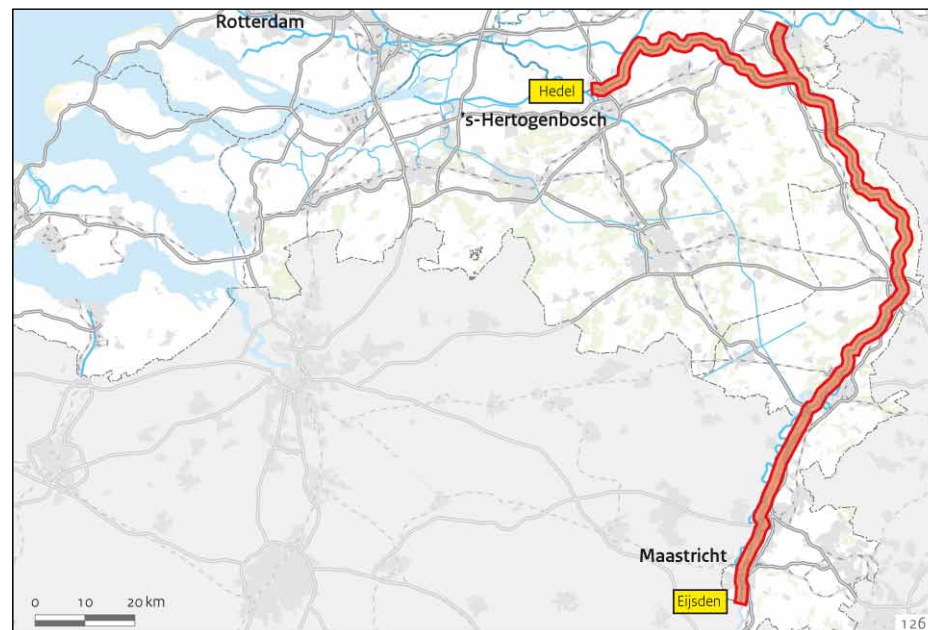 Rotterdam
Hedel
's-Hertogenbosch
Maastricht
Eijsden
0 10 20 km
126